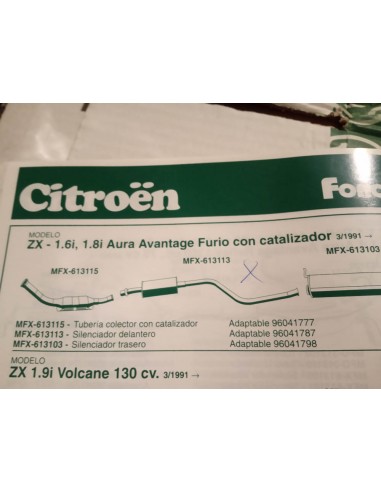 Citroën
MODELO
ZX - 1.6i, 1.8i Aura Avantage Furio con catalizador 3/1991 →
MFX-613115
MFX-613113
MFX-613103
MFX-613115 - Tuberia colector con catalizador Adaptable 96041777
MFX-613113 - Silenciador delantero Adaptable 96041787
MFX-613103 - Silenciador trasero Adaptable 96041798
MODELO
ZX 1.9i Volcane 130 cv. 3/1991 →